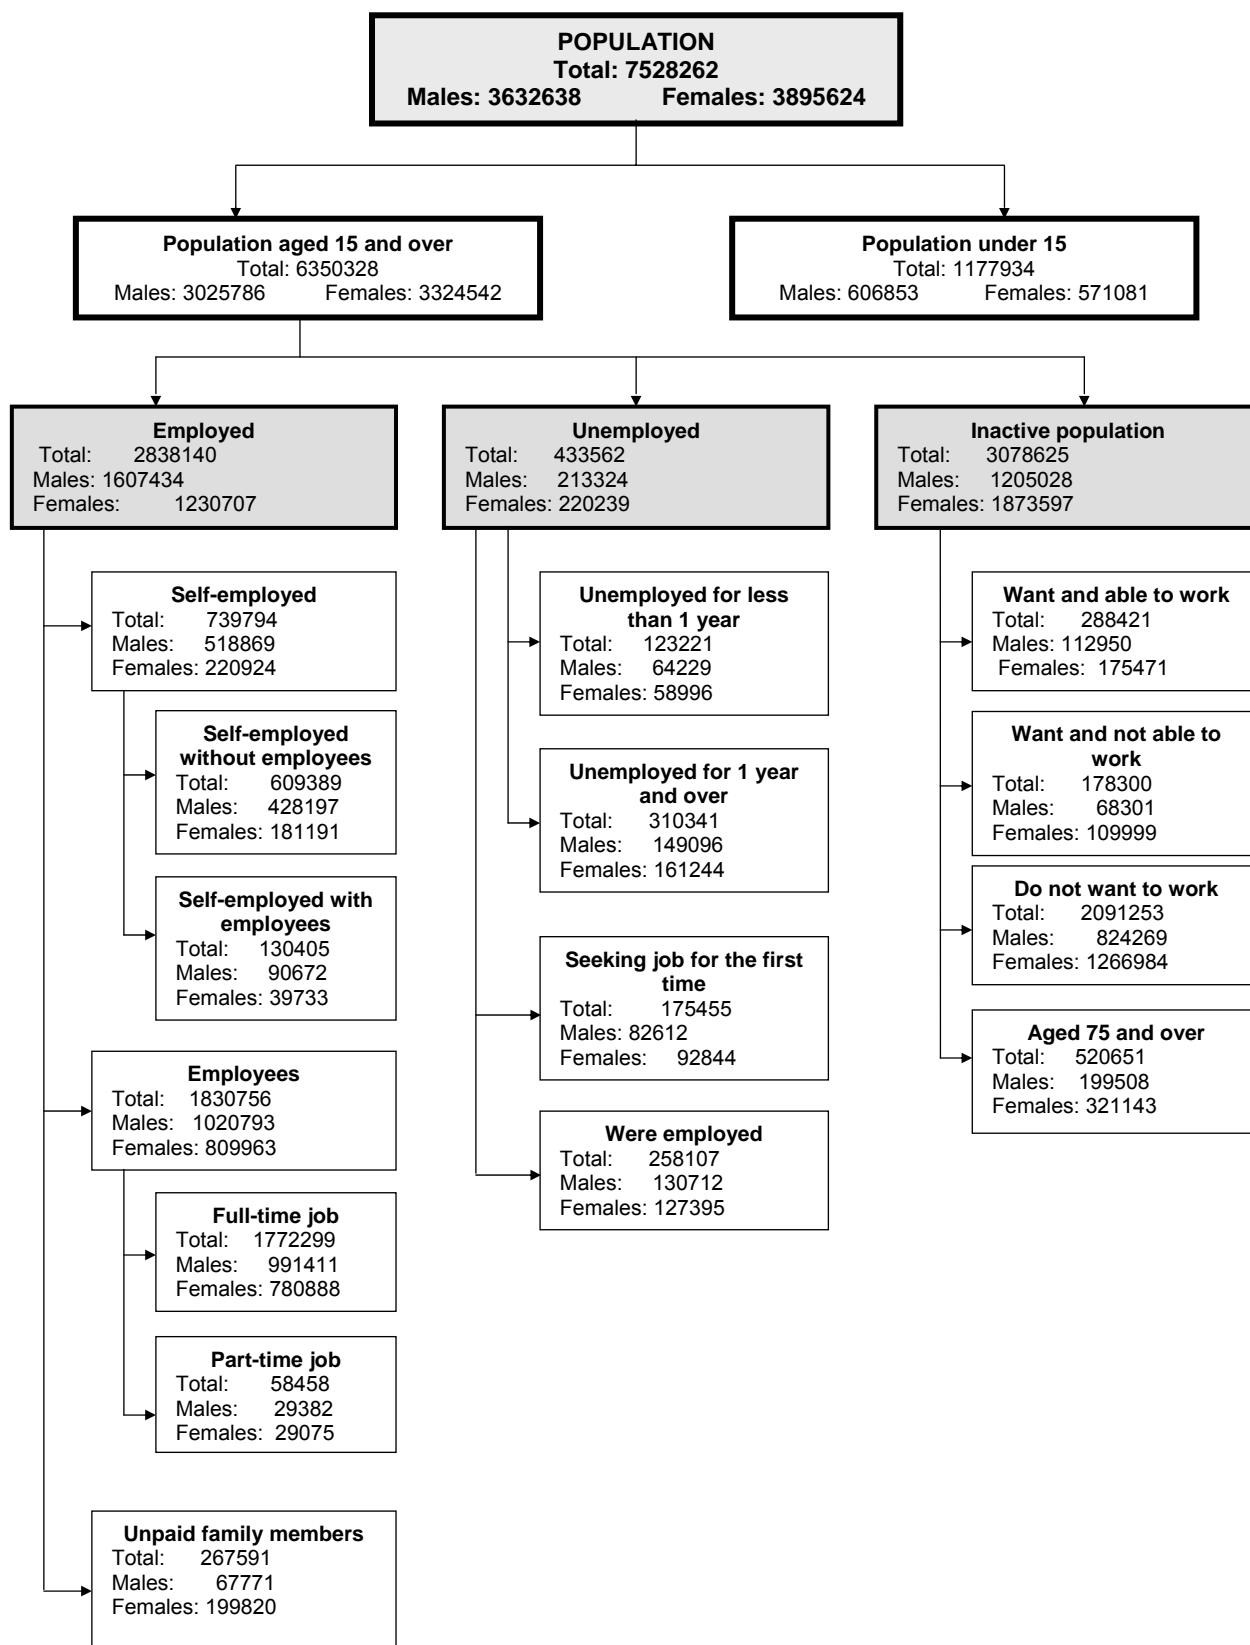 POPULATION
Total: 7528262
Males: 3632638 Females: 3895624
Population aged 15 and over
Total: 6350328
Males: 3025786 Females: 3324542
Population under 15
Total: 1177934
Males: 606853 Females: 571081
Employed
Total: 2838140
Males: 1607434
Females: 1230707
Unemployed
Total: 433562
Males: 213324
Females: 220239
Inactive population
Total: 3078625
Males: 1205028
Females: 1873597
Self-employed
Total: 739794
Males: 518869
Females: 220924
Self-employed
without employees
Total: 609389
Males: 428197
Females: 181191
Self-employed with
employees
Total: 130405
Males: 90672
Females: 39733
Employees
Total: 1830756
Males: 1020793
Females: 809963
Full-time job
Total: 1772299
Males: 991411
Females: 780888
Part-time job
Total: 58458
Males: 29382
Females: 29075
Unpaid family members
Total: 267591
Males: 67771
Females: 199820
Unemployed for less
than 1 year
Total: 123221
Males: 64229
Females: 58996
Unemployed for 1 year
and over
Total: 310341
Males: 149096
Females: 161244
Seeking job for the first
time
Total: 175455
Males: 82612
Females: 92844
Were employed
Total: 258107
Males: 130712
Females: 127395
Want and able to work
Total: 288421
Males: 112950
Females: 175471
Want and not able to
work
Total: 178300
Males: 68301
Females: 109999
Do not want to work
Total: 2091253
Males: 824269
Females: 1266984
Aged 75 and over
Total: 520651
Males: 199508
Females: 321143